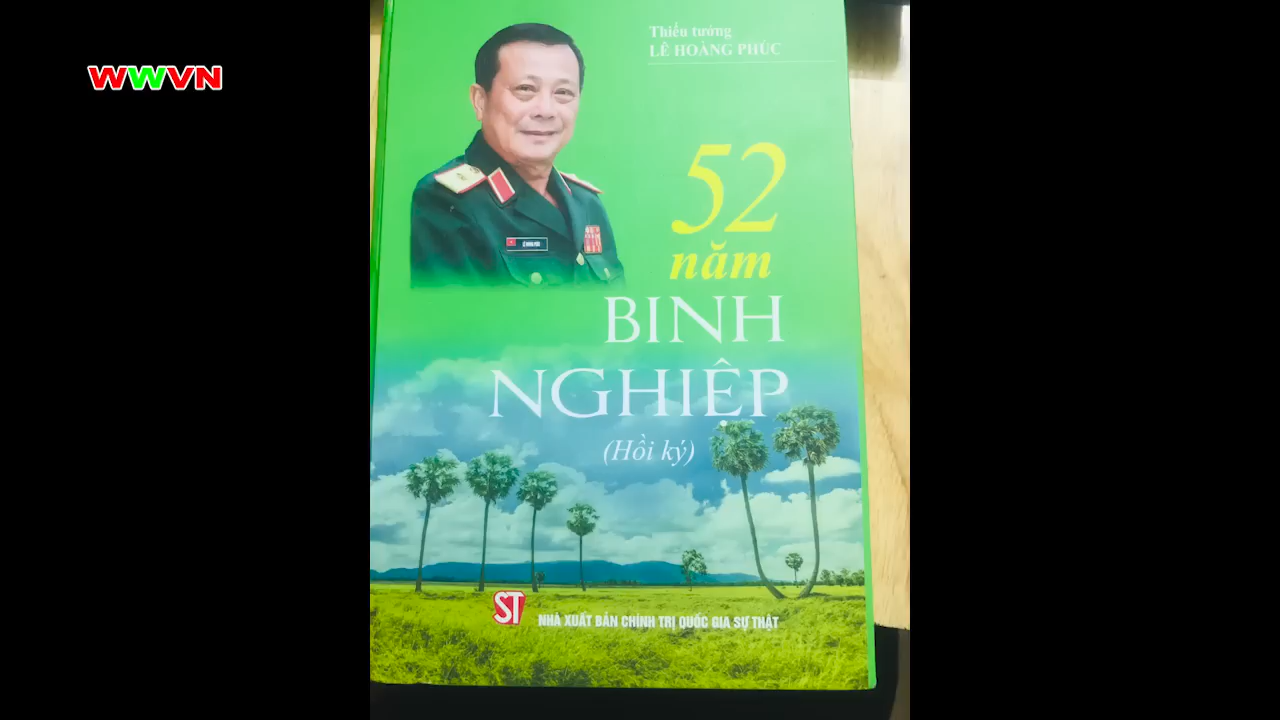 WWVN
Thiếu tướng
LÊ HOÀNG PHÚC
52
năm
BINH
NGHIỆP
(Hồi ký)
ST
NHÀ XUẤT BẢN CHÍNH TRỊ QUỐC GIA SỰ THẬT